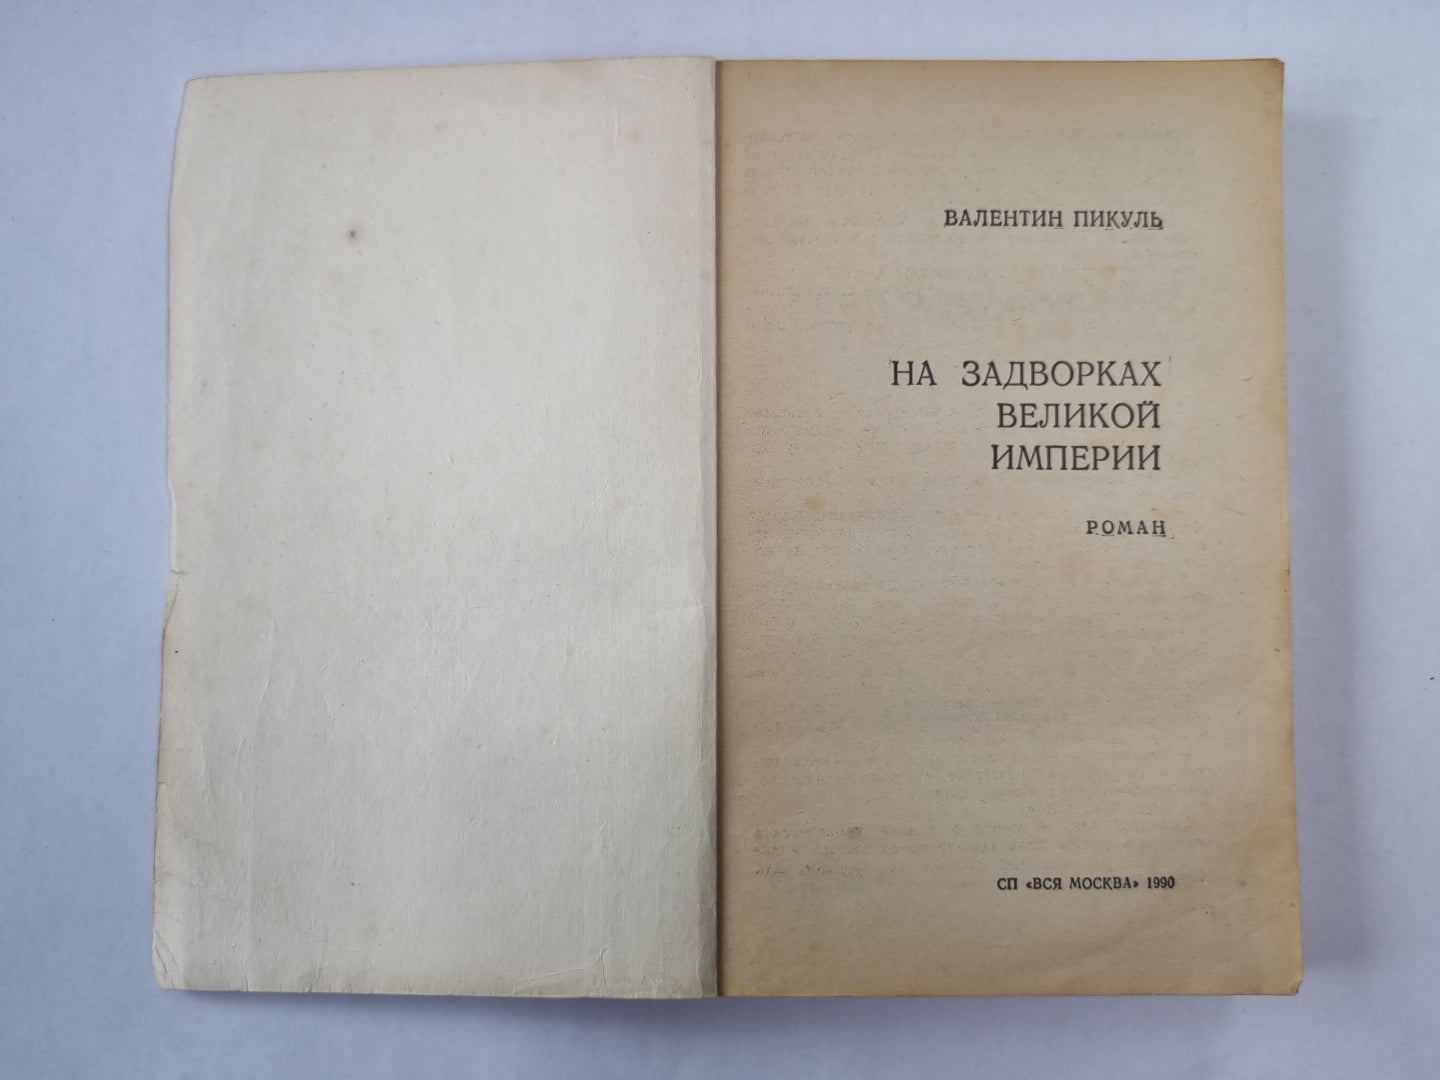 ВАЛЕНТИН ПИКУЛЬ
НА ЗАДВОРКАХ
ВЕЛИКОЙ
ИМПЕРИИ
РОМАН
СП «ВСЯ МОСКВА» 1990